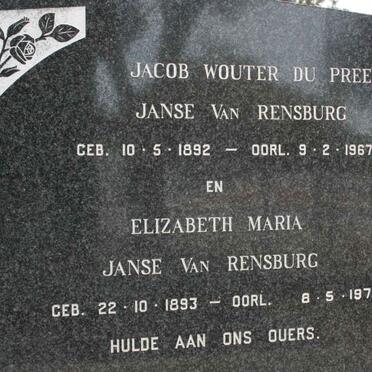 JACOB WOUTER DU PREE
JANSE VAN RENSBURG
GEB. 10·5·1892 — OORL. 9·2·1967
EN
ELIZABETH MARIA
JANSE VAN RENSBURG
GEB. 22·10·1893 — OORL. 8·5·197
HULDE AAN ONS OUERS.